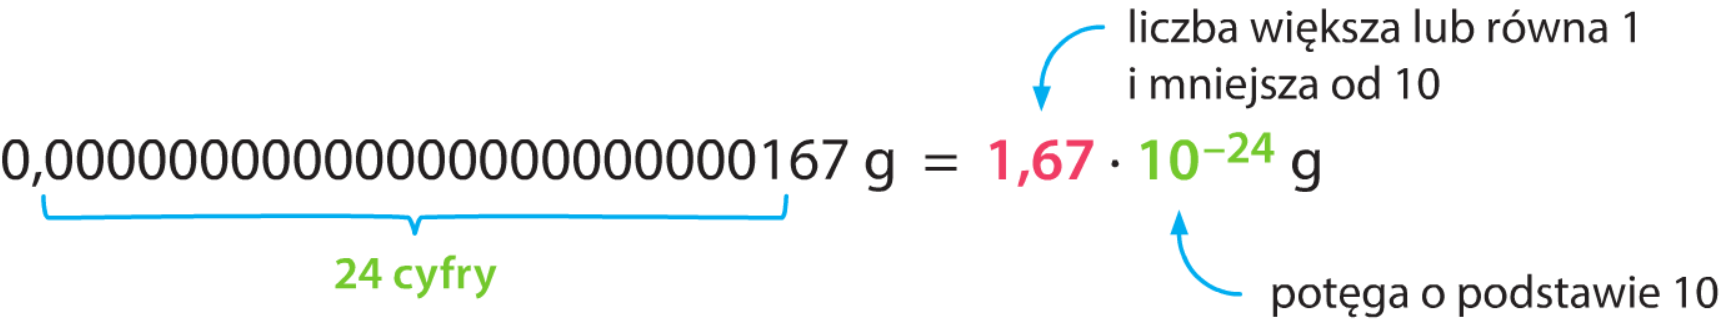 liczba większa lub równa 1
i mniejsza od 10
0,000000000000000000000000167 g = 1,67 · 10⁻²⁴ g
24 cyfry
potęga o podstawie 10